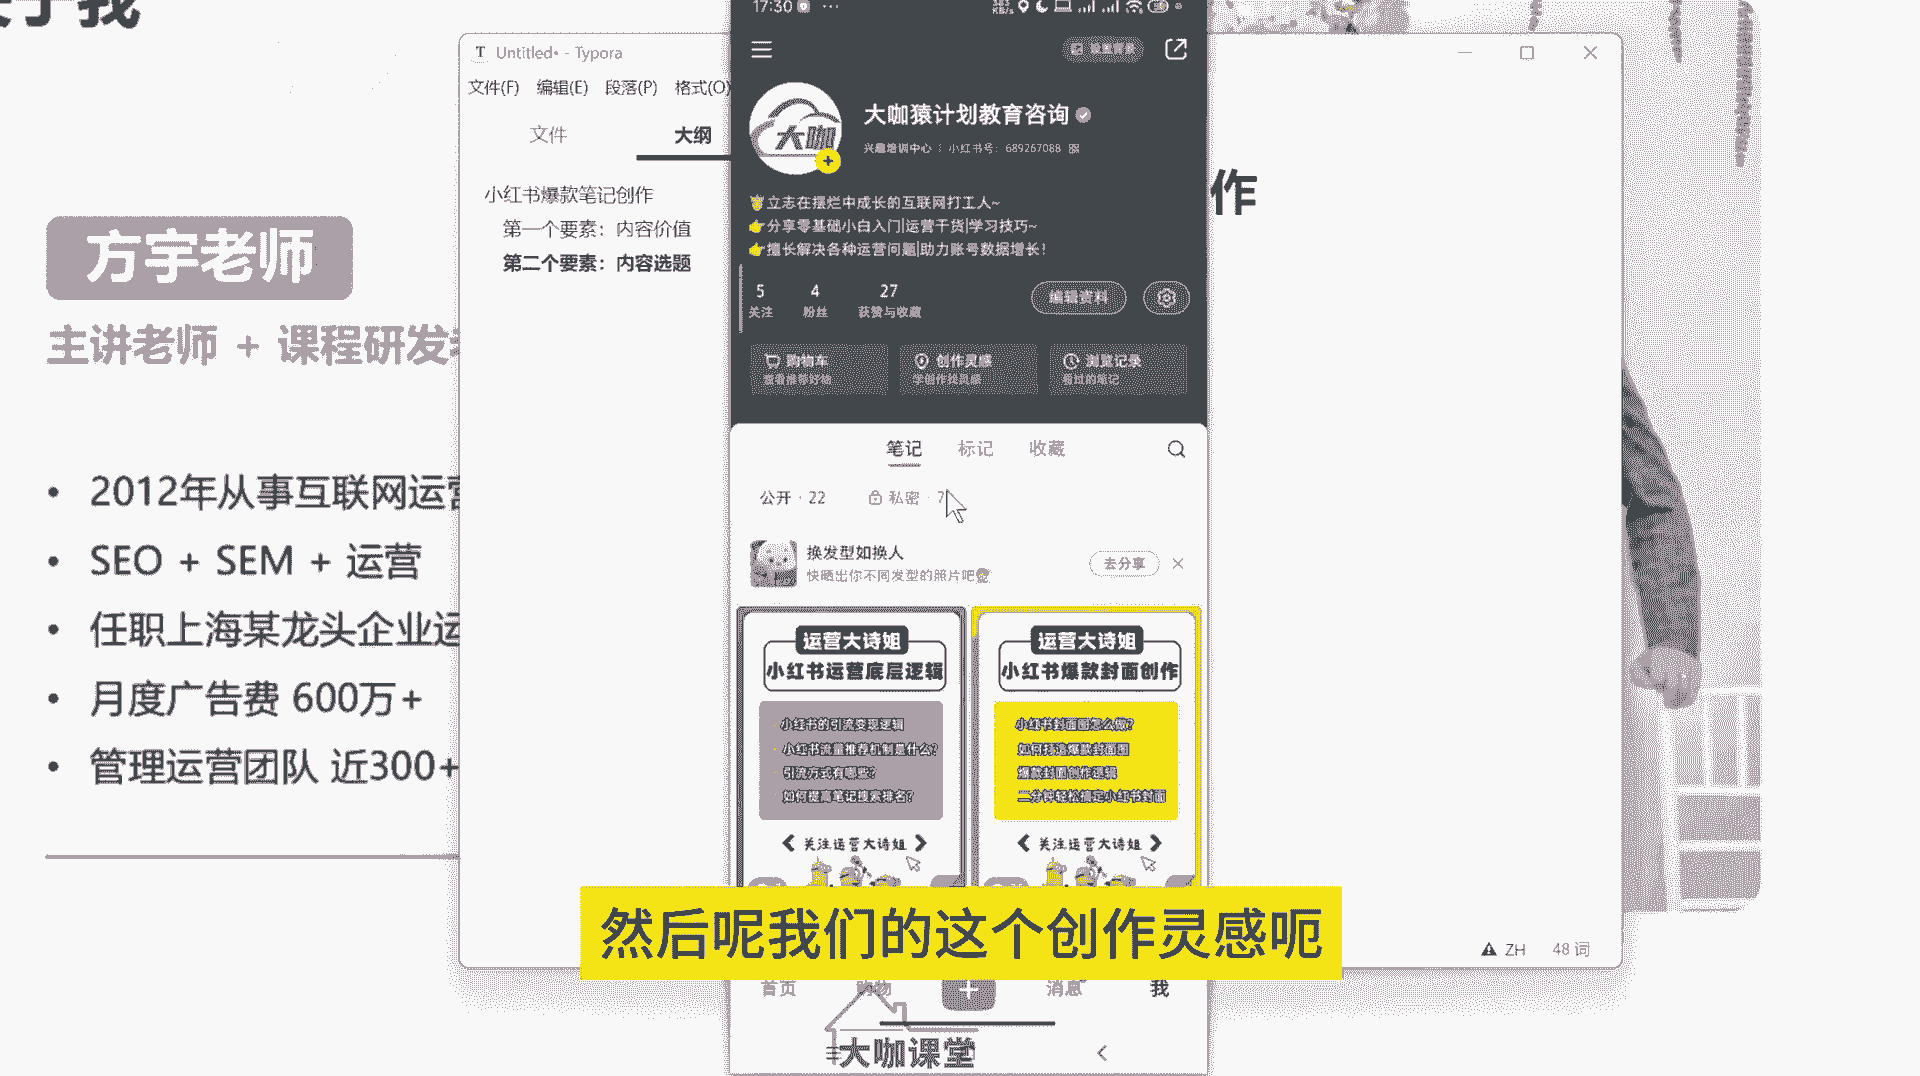 于我
方宇老师
主讲老师 + 课程研发老
• 2012年从事互联网运营
• SEO + SEM + 运营
• 任职上海某龙头企业运
• 月度广告费 600万+
• 管理运营团队 近300+
T Untitled• - Typora
文件(F) 编辑(E) 段落(P) 格式(O)
文件 大纲
小红书爆款笔记创作
第一个要素：内容价值
第二个要素：内容选题
作
17:30
设置背景
大咖
大咖猿计划教育咨询
兴趣培训中心 | 小红书号：689267088
立志在摆烂中成长的互联网打工人~
分享零基础小白入门|运营干货|学习技巧~
擅长解决各种运营问题|助力账号数据增长！
5 4 27
关注 粉丝 获赞与收藏
编辑资料
购物车 创作灵感 浏览记录
查看推荐好物 学创作找灵感 看过的笔记
笔记 标记 收藏
公开 · 22 私密 · 7
换发型如换人
快晒出你不同发型的照片吧
去分享
运营大诗姐
小红书运营底层逻辑
小红书的引流变现逻辑
小红书流量推荐机制是什么?
引流方式有哪些?
如何提高笔记搜索排名?
关注运营大诗姐
运营大诗姐
小红书爆款封面创作
小红书封面图怎么做?
如何打造爆款封面图
爆款封面创作逻辑
二分钟轻松搞定小红书封面
关注运营大诗姐
然后呢我们的这个创作灵感呃
首页 购物 + 消息 我
大咖课堂
ZH 48 词